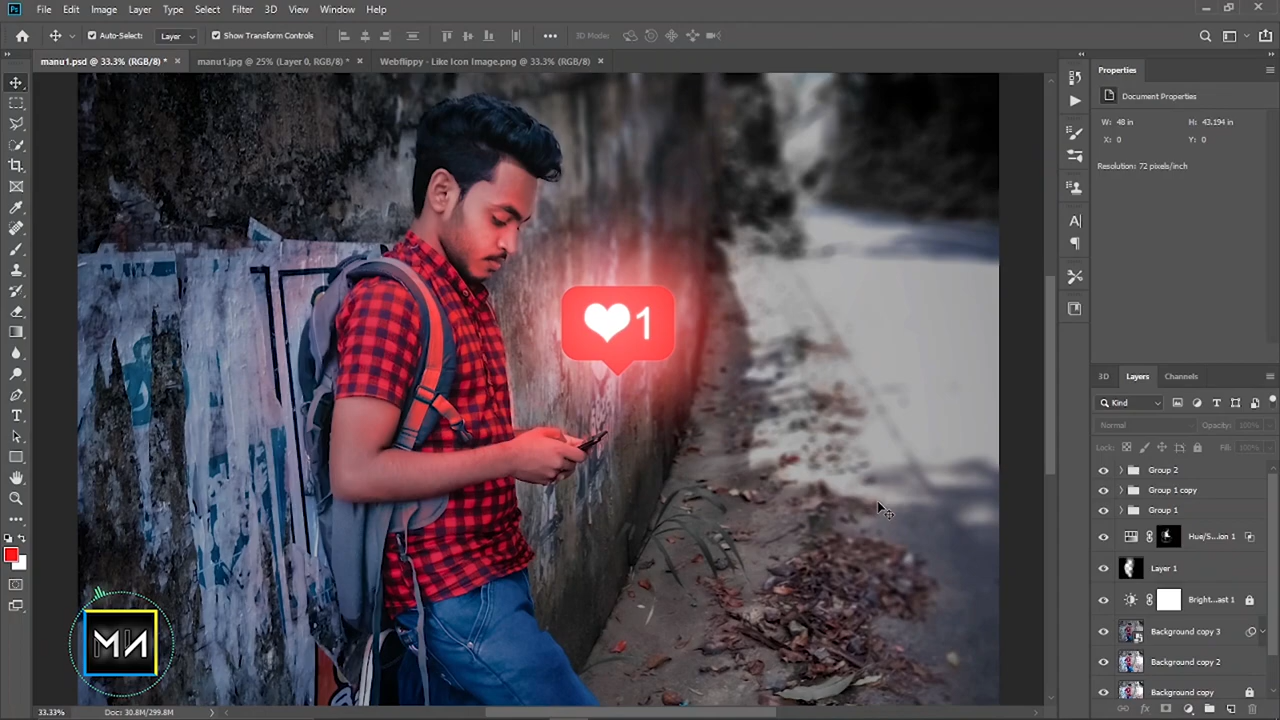 Ps File Edit Image Layer Type Select Filter 3D View Window Help
Auto-Select: Layer Show Transform Controls 3D Mode:
manu1.psd @ 33.3% (RGB/8) * × manu1.jpg @ 25% (Layer 0, RGB/8) * × Webflippy - Like Icon Image.png @ 33.3% (RGB/8) ×
Properties
Document Properties
W: 48 in H: 43.194 in
X: 0 Y: 0
Resolution: 72 pixels/inch
1
3D Layers Channels
Kind
Normal Opacity: 100%
Lock: Fill: 100%
Group 2
Group 1 copy
Group 1
Hue/S...ion 1
Layer 1
Bright...ast 1
Background copy 3
Background copy 2
Background copy
33.33% Doc: 30.8M/299.8M